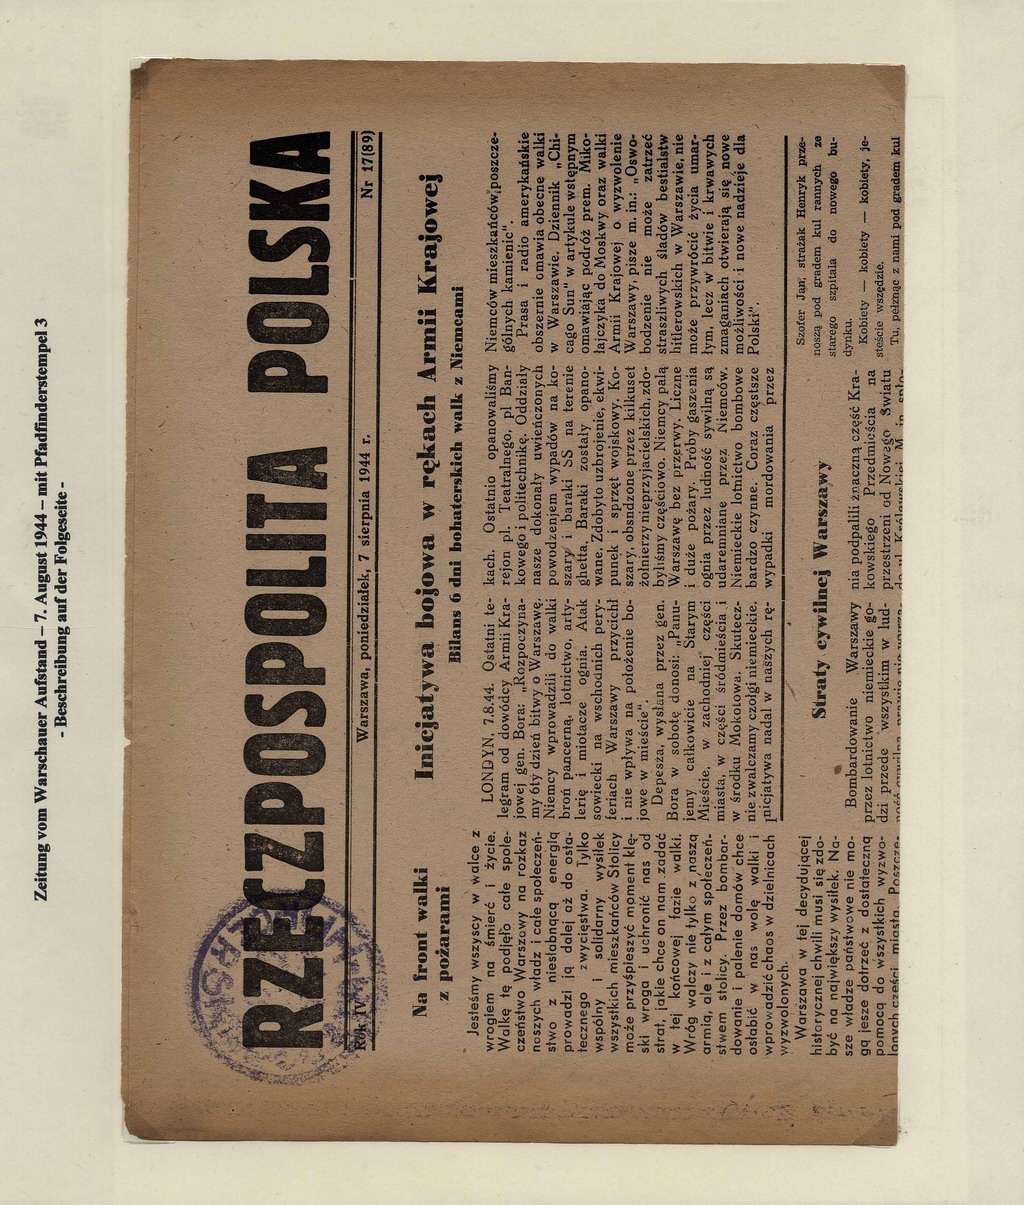 Zeitung vom Warschauer Aufstand – 7. August 1944 – mit Pfadfinderstempel 3
- Beschreibung auf der Folgeseite -
RZECZPOSPOLITA POLSKA
Rok IV
Warszawa, poniedziałek, 7 sierpnia 1944 r.
Nr 17(89)
Na front walki
z pożarami
Jesteśmy wszyscy w walce z
wrogiem na śmierć i życie.
Walkę tę podjęło całe społe-
czeństwo Warszawy na rozkaz
naszych władz i całe społeczeń-
stwo z niesłabnącą energią
prowadzi ją dalej aż do osta-
tecznego zwycięstwa. Tylko
wspólny i solidarny wysiłek
wszystkich mieszkańców Stolicy
może przyśpieszyć moment klę-
ski wroga i uchronić nas od
strat, jakie chce on nam zadać
w tej końcowej fazie walki.
Wróg walczy nie tylko z naszą
armią, ale i z całym społeczeń-
stwem stolicy. Przez bombar-
dowanie i palenie domów chce
osłabić w nas wolę walki i
wprowadzić chaos w dzielnicach
wyzwolonych.
Warszawa w tej decydującej
historycznej chwili musi się zdo-
być na największy wysiłek. Na-
sze władze państwowe nie mo-
gą jesze dotrzeć z dostateczną
pomocą do wszystkich wyzwo-
lonych części miasta. Poszcze-
Inicjatywa bojowa w rękach Armii Krajowej
Bilans 6 dni bohaterskich walk z Niemcami
LONDYN, 7.8.44. Ostatni te-
legram od dowódcy Armii Kra-
jowej gen. Bora: „Rozpoczyna-
my 6ty dzień bitwy o Warszawę.
Niemcy wprowadzili do walki
broń pancerną, lotnictwo, arty-
lerię i miotacze ognia. Atak
sowiecki na wschodnich pery-
feriach Warszawy przycichł
i nie wpływa na położenie bo-
jowe w mieście".
Depesza, wysłana przez gen.
Bora w sobotę donosi: „Panu-
jemy całkowicie na Starym
Mieście, w zachodniej części
miasta, w części śródmieścia i
w środku Mokotowa. Skutecz-
nie zwalczamy czołgi niemieckie.
Inicjatywa nadal w naszych rę-
kach. Ostatnio opanowaliśmy
rejon pl. Teatralnego, pl Ban-
kowego i politechnikę. Oddziały
nasze dokonały uwieńczonych
powodzeniem wypadów na ko-
szary i baraki SS na terenie
ghetta. Baraki zostały opano-
wane. Zdobyto uzbrojenie, ekwi-
punek i sprzęt wojskowy. Ko-
szary, obsadzone przez kilkuset
żołnierzy nieprzyjacielskich, zdo-
byliśmy częściowo. Niemcy palą
Warszawę bez przerwy. Liczne
i duże pożary. Próby gaszenia
ognia przez ludność sywilną są
udaremniane przez Niemców.
Niemieckie lotnictwo bombowe
bardzo czynne. Coraz częstsze
wypadki mordowania przez
Niemców mieszkańców poszcze-
gólnych kamienic".
Prasa i radio amerykańskie
obszernie omawia obecne walki
w Warszawie. Dziennik „Chi-
cago Sun" w artykule wstępnym
omawiając podróż prem. Miko-
łajczyka do Moskwy oraz walki
Armii Krajowej o wyzwolenie
Warszawy, pisze m. in.: „Oswo-
bodzenie nie może zatrzeć
straszliwych śladów bestialstw
hitlerowskich w Warszawie, nie
może przywrócić życia umar-
łym, lecz w bitwie i krwawych
zmaganiach otwierają się nowe
możliwości i nowe nadzieje dla
Polski".
Straty cywilnej Warszawy
Bombardowanie Warszawy
przez lotnictwo niemieckie go-
dzi przede wszystkim w lud-
nia podpalili znaczną część Kra-
kowskiego Przedmieścia na
przestrzeni od Nowego Światu
do ul. Królewskiej. M. in.
Szofer Jan, strażak Henryk prze-
noszą pod gradem kul rannych ze
starego szpitala do nowego bu-
dynku.
Kobiety — kobiety — kobiety, je-
steście wszędzie.
Tu, pełznąc z nami pod gradem kul